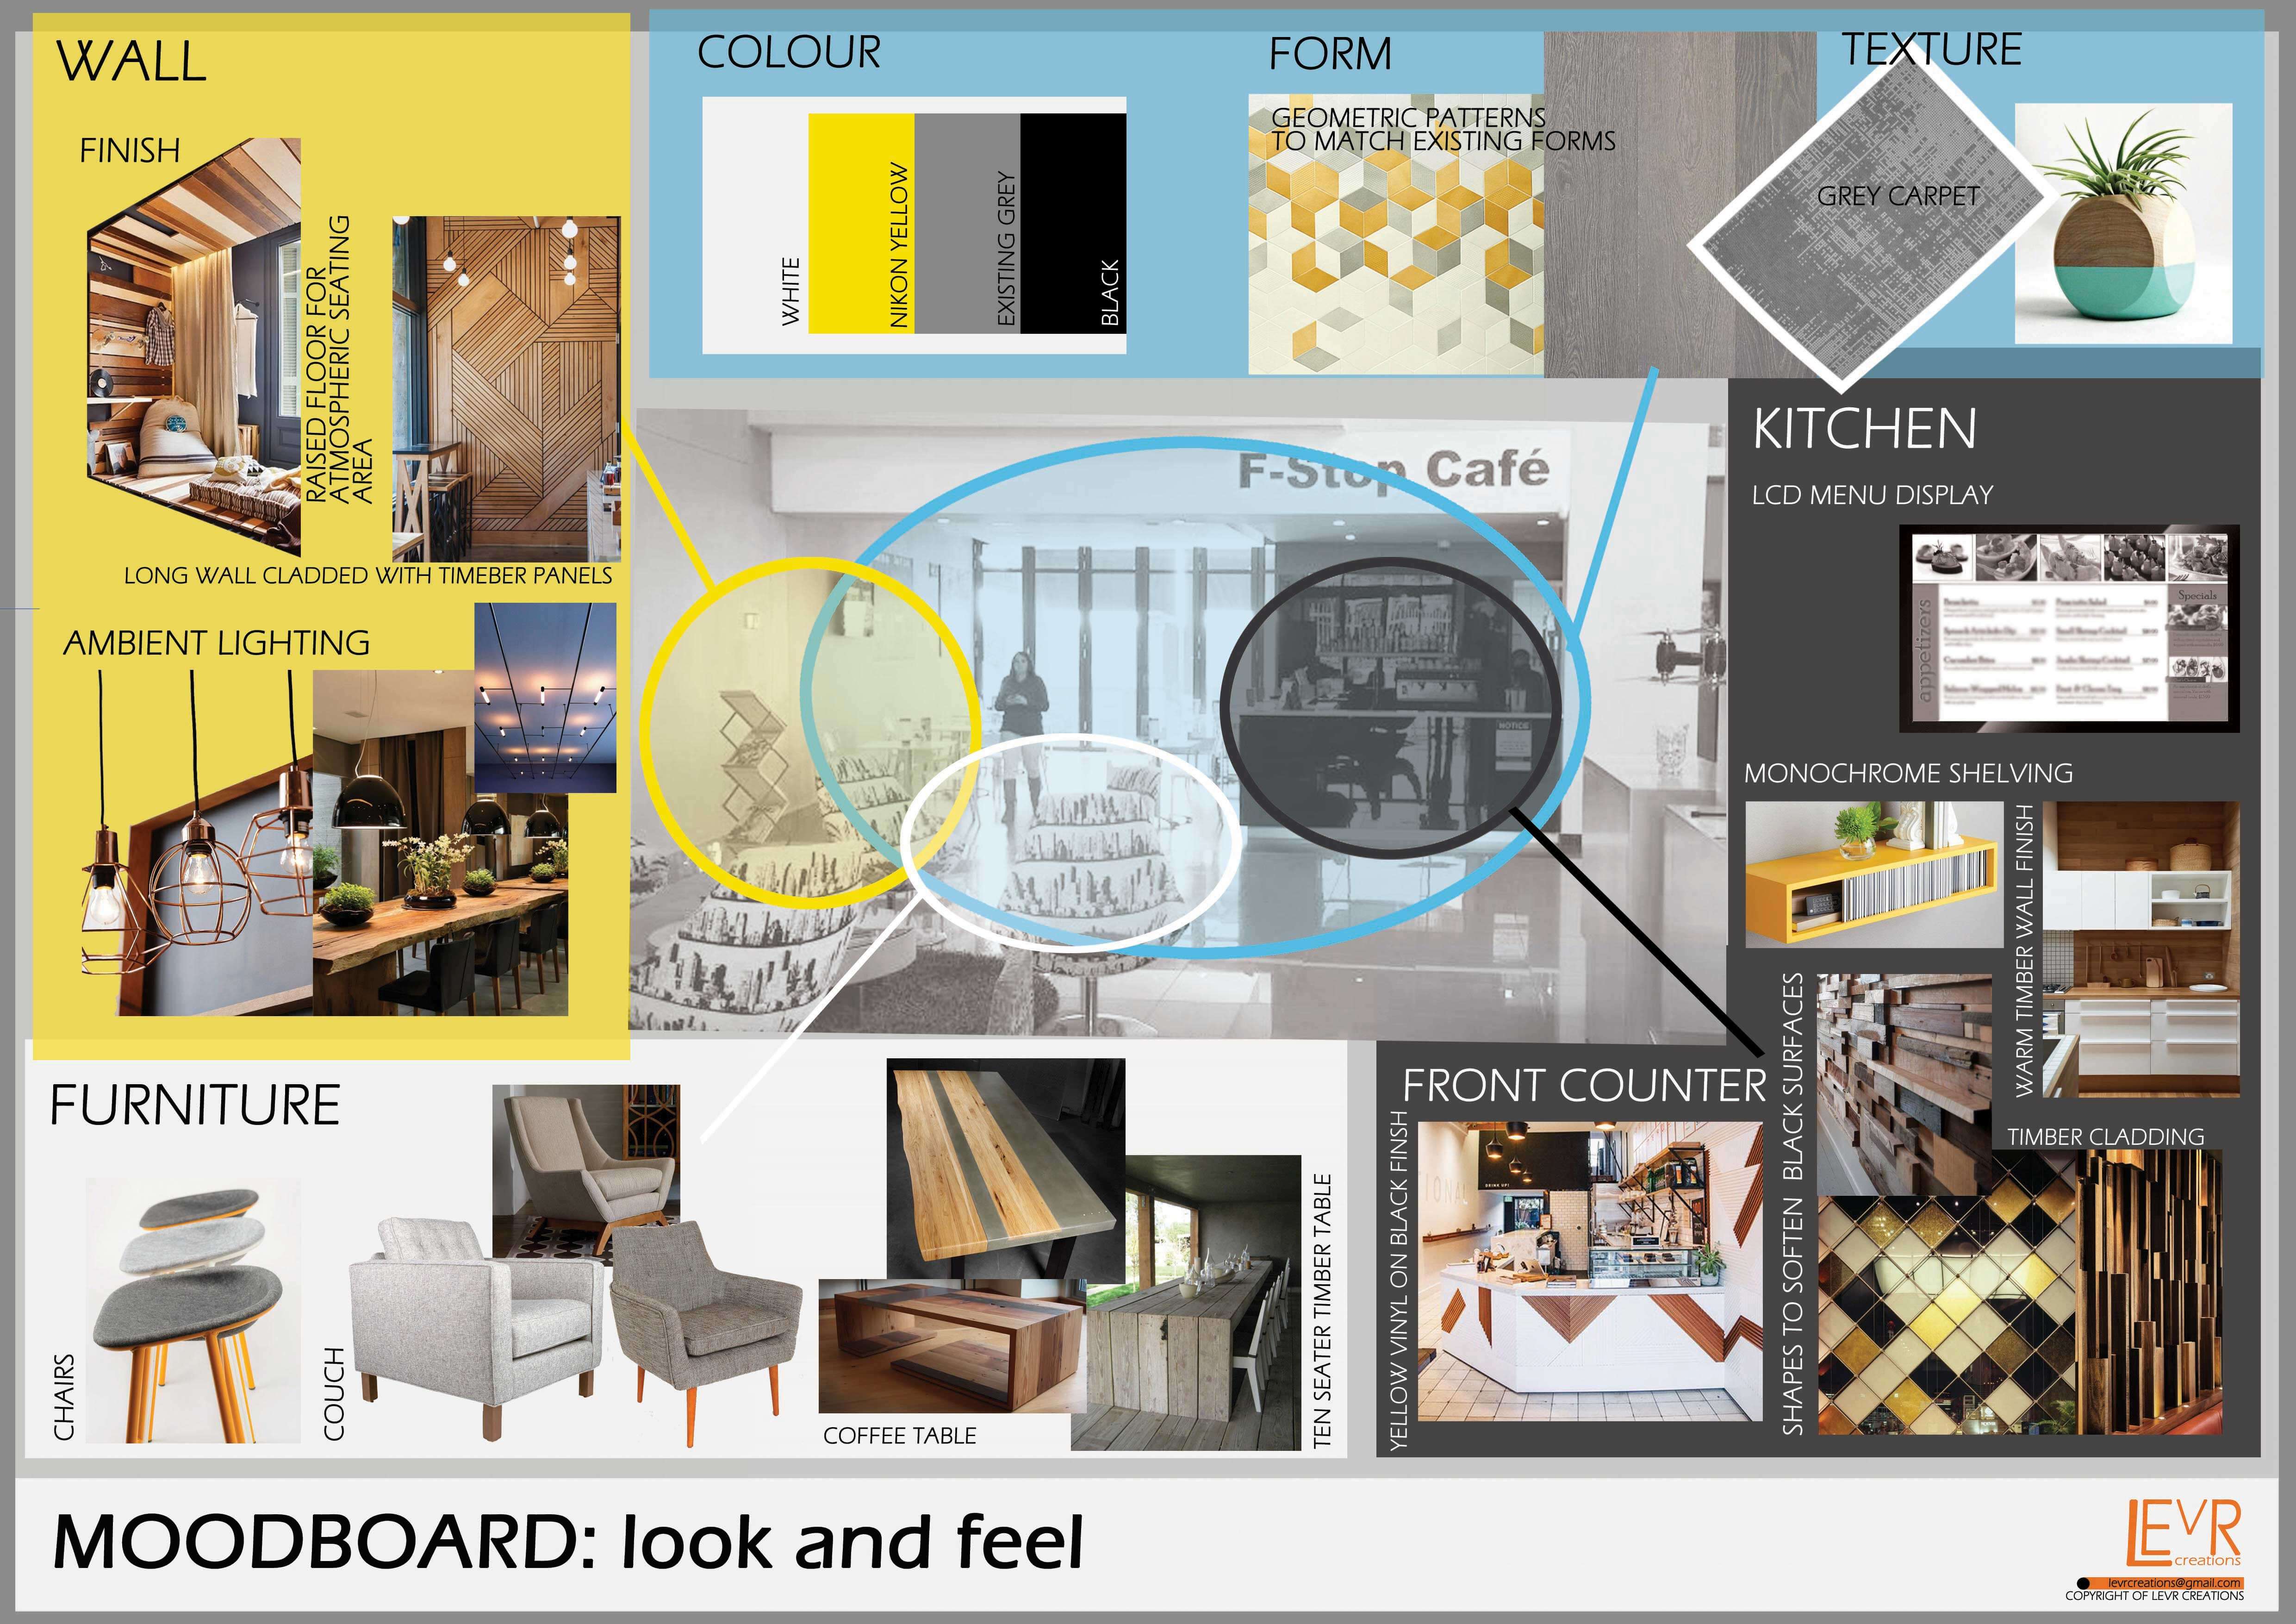 WALL
FINISH
RAISED FLOOR FOR
ATMOSPHERIC SEATING
AREA
LONG WALL CLADDED WITH TIMEBER PANELS
AMBIENT LIGHTING
COLOUR
WHITE
NIKON YELLOW
EXISTING GREY
BLACK
FORM
GEOMETRIC PATTERNS
TO MATCH EXISTING FORMS
TEXTURE
GREY CARPET
F-Stop Café
NOTICE
KITCHEN
LCD MENU DISPLAY
appetizers
Specials
MONOCHROME SHELVING
WARM TIMBER WALL FINISH
SHAPES TO SOFTEN BLACK SURFACES
TIMBER CLADDING
FRONT COUNTER
YELLOW VINYL ON BLACK FINSH
DRINK UP!
FURNITURE
CHAIRS
COUCH
COFFEE TABLE
TEN SEATER TIMBER TABLE
MOODBOARD: look and feel
LEVR
creations
levrcreations@gmail.com
COPYRIGHT OF LEVR CREATIONS